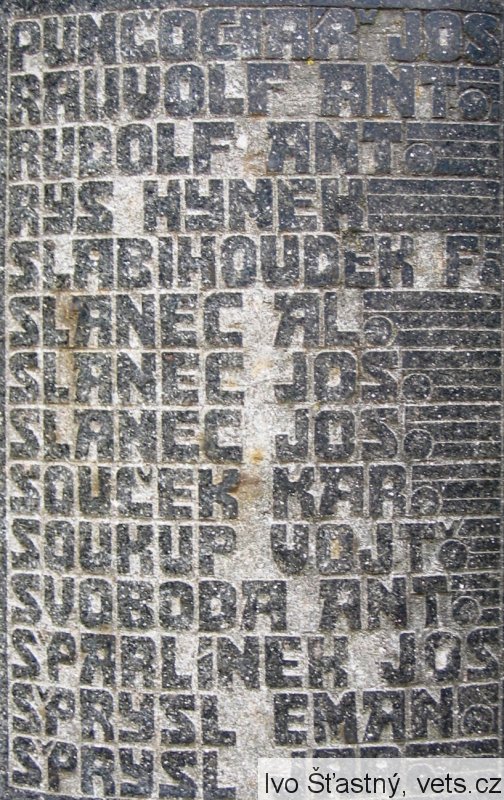 PUNČOCHÁŘ JOS
RAUVOLF ANT.
RUDOLF ANT.
RYS HYNEK
SLABIHOUDEK F
SLANEC AL.
SLANEC JOS.
SLANEC JOS.
SOUČEK KAR.
SOUKUP VOJT.
SVOBODA ANT.
SPARLÍNEK JOS
ŠPRYSL EMAN.
ŠPRYSL
Ivo Šťastný, vets.cz